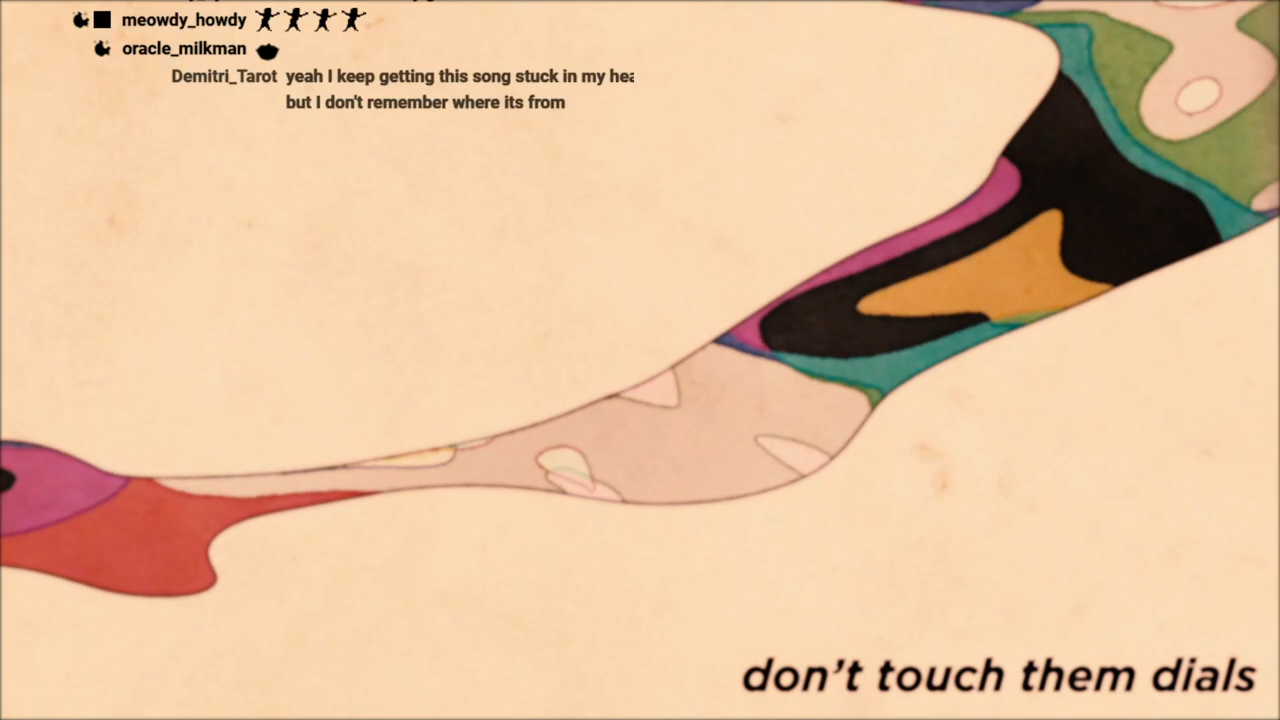 meowdy_howdy
oracle_milkman
Demitri_Tarot yeah I keep getting this song stuck in my hea
but I don't remember where its from
don't touch them dials